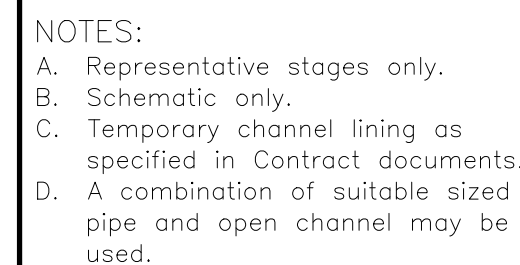 NOTES:
A. Representative stages only.
B. Schematic only.
C. Temporary channel lining as
specified in Contract documents.
D. A combination of suitable sized
pipe and open channel may be
used.